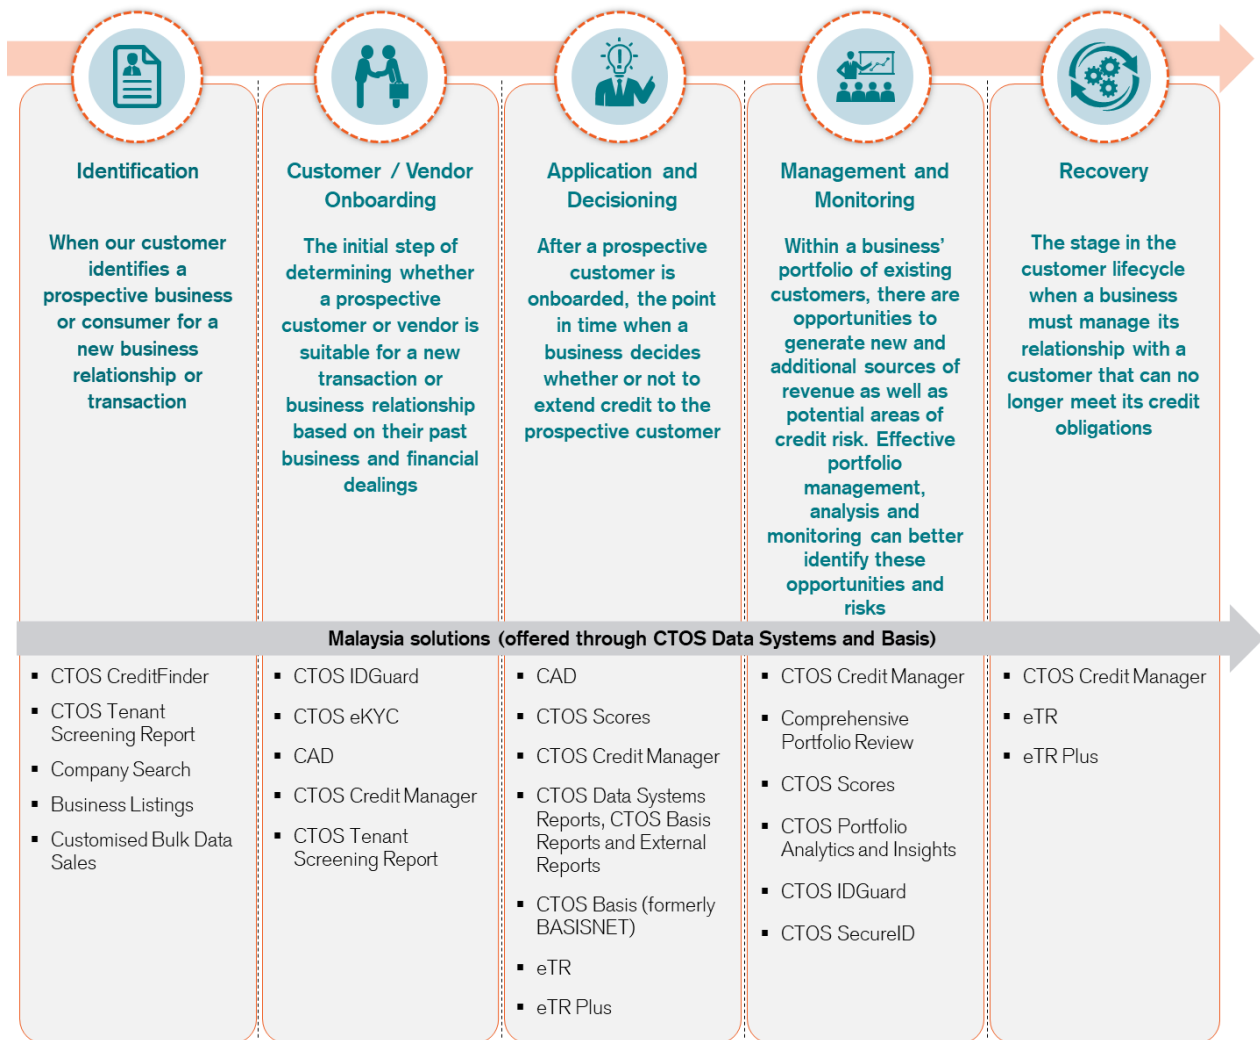 Identification
When our customer
identifies a
prospective business
or consumer for a
new business
relationship or
transaction
Customer / Vendor
Onboarding
The initial step of
determining whether
a prospective
customer or vendor is
suitable for a new
transaction or
business relationship
based on their past
business and financial
dealings
Application and
Decisioning
After a prospective
customer is
onboarded, the point
in time when a
business decides
whether or not to
extend credit to the
prospective customer
Management and
Monitoring
Within a business’
portfolio of existing
customers, there are
opportunities to
generate new and
additional sources of
revenue as well as
potential areas of
credit risk. Effective
portfolio
management,
analysis and
monitoring can better
identify these
opportunities and
risks
Recovery
The stage in the
customer lifecycle
when a business
must manage its
relationship with a
customer that can no
longer meet its credit
obligations
Malaysia solutions (offered through CTOS Data Systems and Basis)
▪ CTOS CreditFinder
▪ CTOS Tenant
Screening Report
▪ Company Search
▪ Business Listings
▪ Customised Bulk Data
Sales
▪ CTOS IDGuard
▪ CTOS eKYC
▪ CAD
▪ CTOS Credit Manager
▪ CTOS Tenant
Screening Report
▪ CAD
▪ CTOS Scores
▪ CTOS Credit Manager
▪ CTOS Data Systems
Reports, CTOS Basis
Reports and External
Reports
▪ CTOS Basis (formerly
BASISNET)
▪ eTR
▪ eTR Plus
▪ CTOS Credit Manager
▪ Comprehensive
Portfolio Review
▪ CTOS Scores
▪ CTOS Portfolio
Analytics and Insights
▪ CTOS IDGuard
▪ CTOS SecureID
▪ CTOS Credit Manager
▪ eTR
▪ eTR Plus